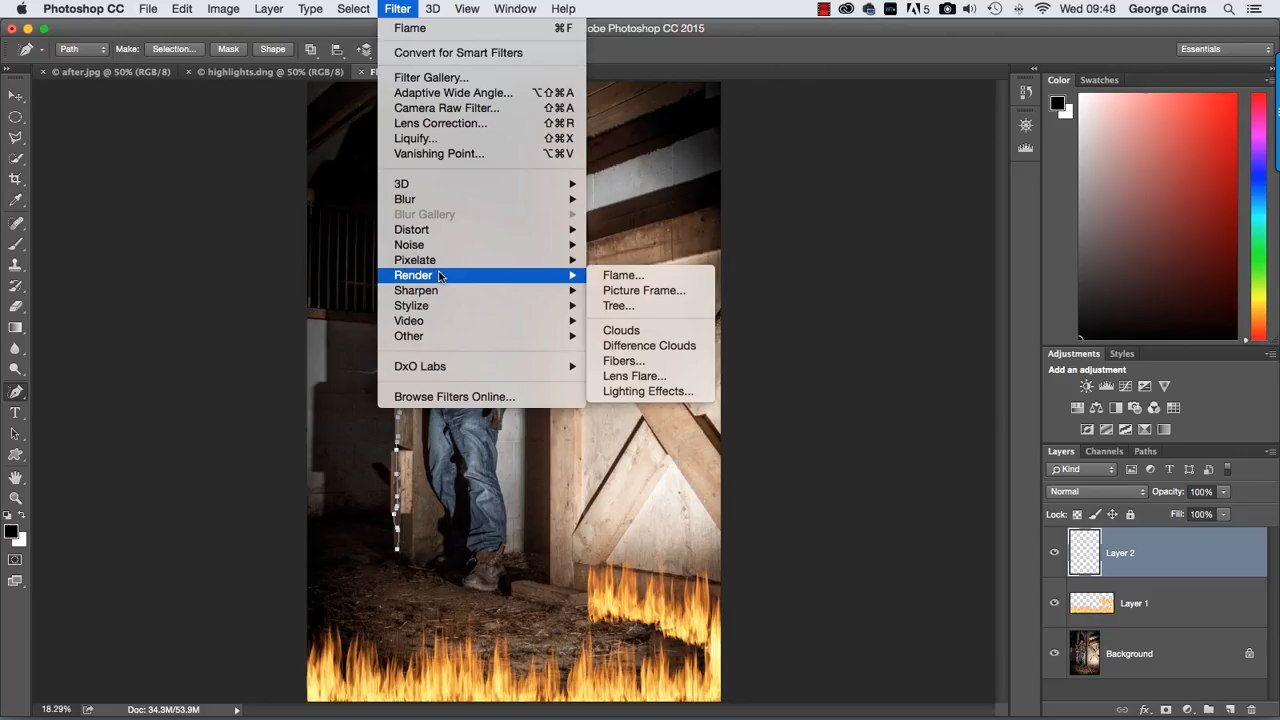 Photoshop CC File Edit Image Layer Type Select Filter 3D View Window Help 5 Wed 09:48 George Cairns
Adobe Photoshop CC 2015
Path Make: Selection... Mask Shape Essentials
× © after.jpg @ 50% (RGB/8) × © highlights.dng @ 50% (RGB/8) ×
Flame ⌘F
Convert for Smart Filters
Filter Gallery...
Adaptive Wide Angle... ⌥⇧⌘A
Camera Raw Filter... ⇧⌘A
Lens Correction... ⇧⌘R
Liquify... ⇧⌘X
Vanishing Point... ⌥⌘V
3D
Blur
Blur Gallery
Distort
Noise
Pixelate
Render
Sharpen
Stylize
Video
Other
DxO Labs
Browse Filters Online...
Flame...
Picture Frame...
Tree...
Clouds
Difference Clouds
Fibers...
Lens Flare...
Lighting Effects...
Color Swatches
Adjustments Styles
Add an adjustment
Layers Channels Paths
Kind
Normal Opacity: 100%
Lock: Fill: 100%
Layer 2
Layer 1
Background
18.29% Doc: 34.3M/53.9M